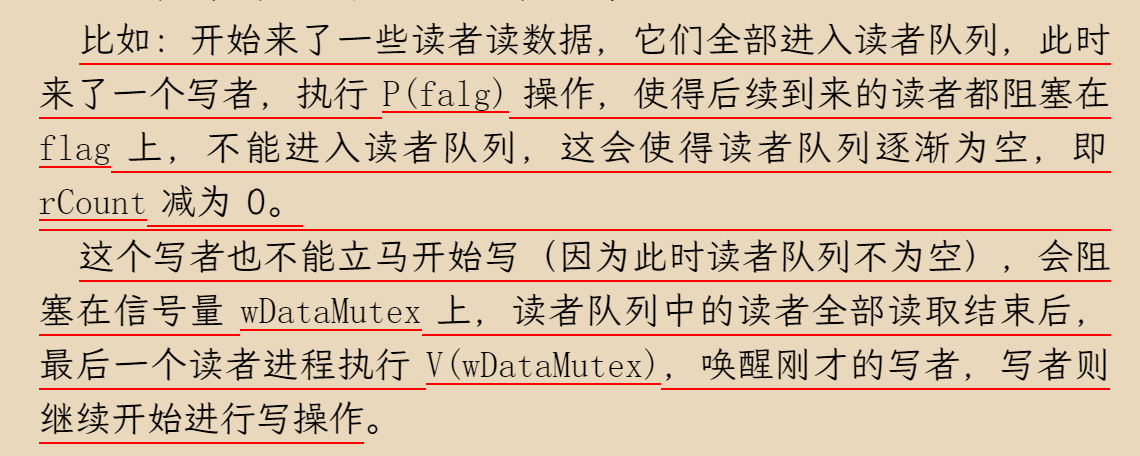 比如：开始来了一些读者读数据，它们全部进入读者队列，此时
来了一个写者，执行 P(falg) 操作，使得后续到来的读者都阻塞在
flag 上，不能进入读者队列，这会使得读者队列逐渐为空，即
rCount 减为 0。
这个写者也不能立马开始写（因为此时读者队列不为空），会阻
塞在信号量 wDataMutex 上，读者队列中的读者全部读取结束后，
最后一个读者进程执行 V(wDataMutex)，唤醒刚才的写者，写者则
继续开始进行写操作。